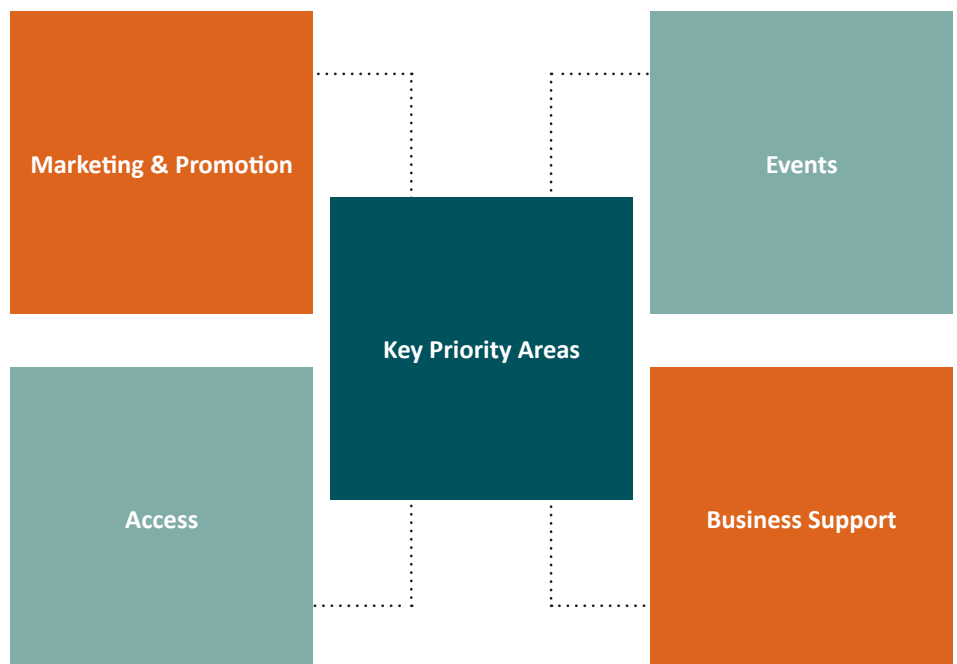 Marketing & Promotion
Events
Key Priority Areas
Access
Business Support